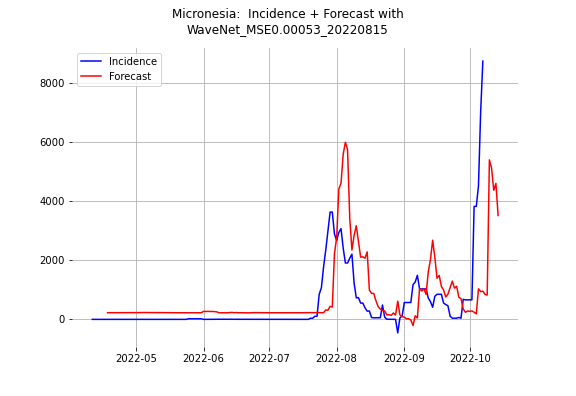 Micronesia:  Incidence + Forecast with
WaveNet_MSE0.00053_20220815
Incidence
Forecast
8000
6000
4000
2000
0
2022-05 2022-06 2022-07 2022-08 2022-09 2022-10